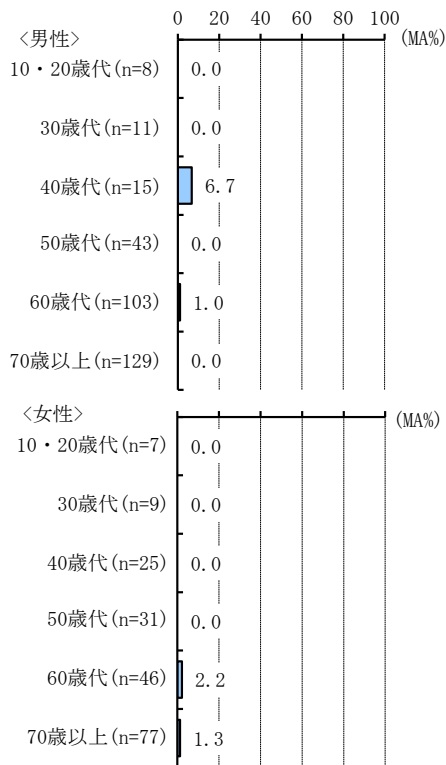 0 20 40 60 80 100
<男性> (MA%)
10・20歳代(n=8) 0.0
30歳代(n=11) 0.0
40歳代(n=15) 6.7
50歳代(n=43) 0.0
60歳代(n=103) 1.0
70歳以上(n=129) 0.0
<女性> (MA%)
10・20歳代(n=7) 0.0
30歳代(n=9) 0.0
40歳代(n=25) 0.0
50歳代(n=31) 0.0
60歳代(n=46) 2.2
70歳以上(n=77) 1.3